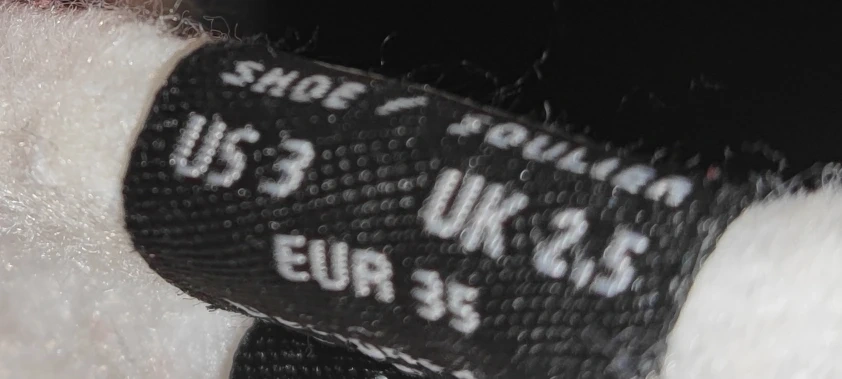 SHOE / SOULIER
US 3 UK 2,5
EUR 35